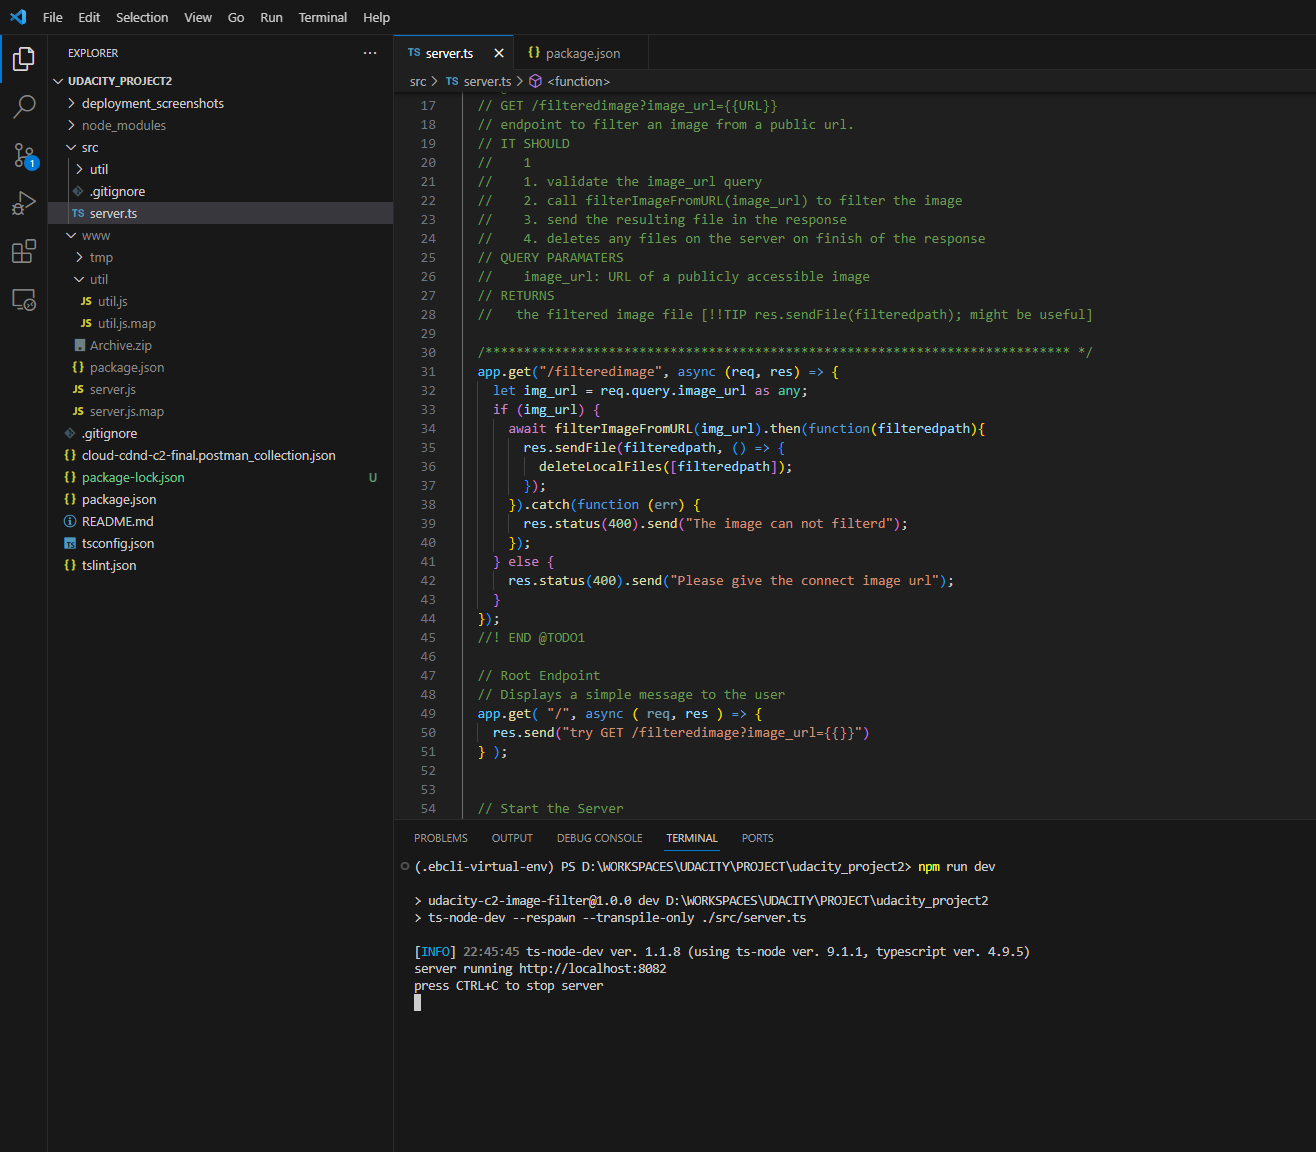 File Edit Selection View Go Run Terminal Help
EXPLORER ...
UDACITY_PROJECT2
deployment_screenshots
node_modules
src
util
.gitignore
TS server.ts
www
tmp
util
JS util.js
JS util.js.map
Archive.zip
{} package.json
JS server.js
JS server.js.map
.gitignore
{} cloud-cdnd-c2-final.postman_collection.json
{} package-lock.json U
{} package.json
README.md
TS tsconfig.json
{} tslint.json
1
TS server.ts × {} package.json
src > TS server.ts > <function>
17 // GET /filteredimage?image_url={{URL}}
18 // endpoint to filter an image from a public url.
19 // IT SHOULD
20 //    1
21 //    1. validate the image_url query
22 //    2. call filterImageFromURL(image_url) to filter the image
23 //    3. send the resulting file in the response
24 //    4. deletes any files on the server on finish of the response
25 // QUERY PARAMATERS
26 //    image_url: URL of a publicly accessible image
27 // RETURNS
28 //   the filtered image file [!!TIP res.sendFile(filteredpath); might be useful]
29
30 /**************************************************************************** */
31 app.get("/filteredimage", async (req, res) => {
32   let img_url = req.query.image_url as any;
33   if (img_url) {
34     await filterImageFromURL(img_url).then(function(filteredpath){
35       res.sendFile(filteredpath, () => {
36         deleteLocalFiles([filteredpath]);
37       });
38     }).catch(function (err) {
39       res.status(400).send("The image can not filterd");
40     });
41   } else {
42     res.status(400).send("Please give the connect image url");
43   }
44 });
45 //! END @TODO1
46
47 // Root Endpoint
48 // Displays a simple message to the user
49 app.get( "/", async ( req, res ) => {
50   res.send("try GET /filteredimage?image_url={{}}")
51 } );
52
53
54 // Start the Server
PROBLEMS OUTPUT DEBUG CONSOLE TERMINAL PORTS
(.ebcli-virtual-env) PS D:\WORKSPACES\UDACITY\PROJECT\udacity_project2> npm run dev
> udacity-c2-image-filter@1.0.0 dev D:\WORKSPACES\UDACITY\PROJECT\udacity_project2
> ts-node-dev --respawn --transpile-only ./src/server.ts
[INFO] 22:45:45 ts-node-dev ver. 1.1.8 (using ts-node ver. 9.1.1, typescript ver. 4.9.5)
server running http://localhost:8082
press CTRL+C to stop server